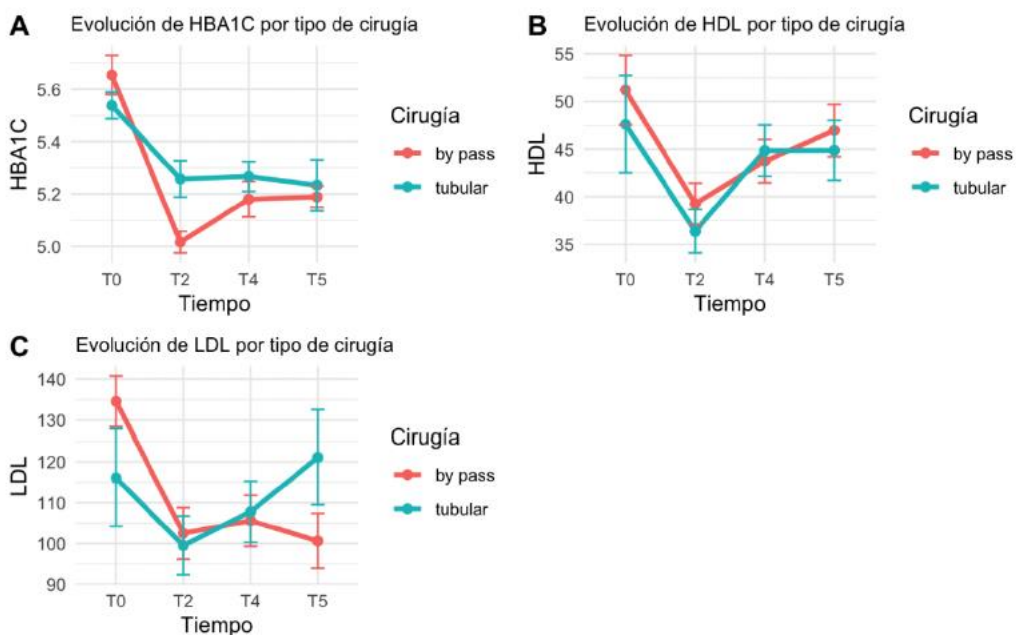 A Evolución de HBA1C por tipo de cirugía
HBA1C
5.6
5.4
5.2
5.0
T0 T2 T4 T5
Tiempo
Cirugía
by pass
tubular
B Evolución de HDL por tipo de cirugía
HDL
55
50
45
40
35
T0 T2 T4 T5
Tiempo
Cirugía
by pass
tubular
C Evolución de LDL por tipo de cirugía
LDL
140
130
120
110
100
90
T0 T2 T4 T5
Tiempo
Cirugía
by pass
tubular